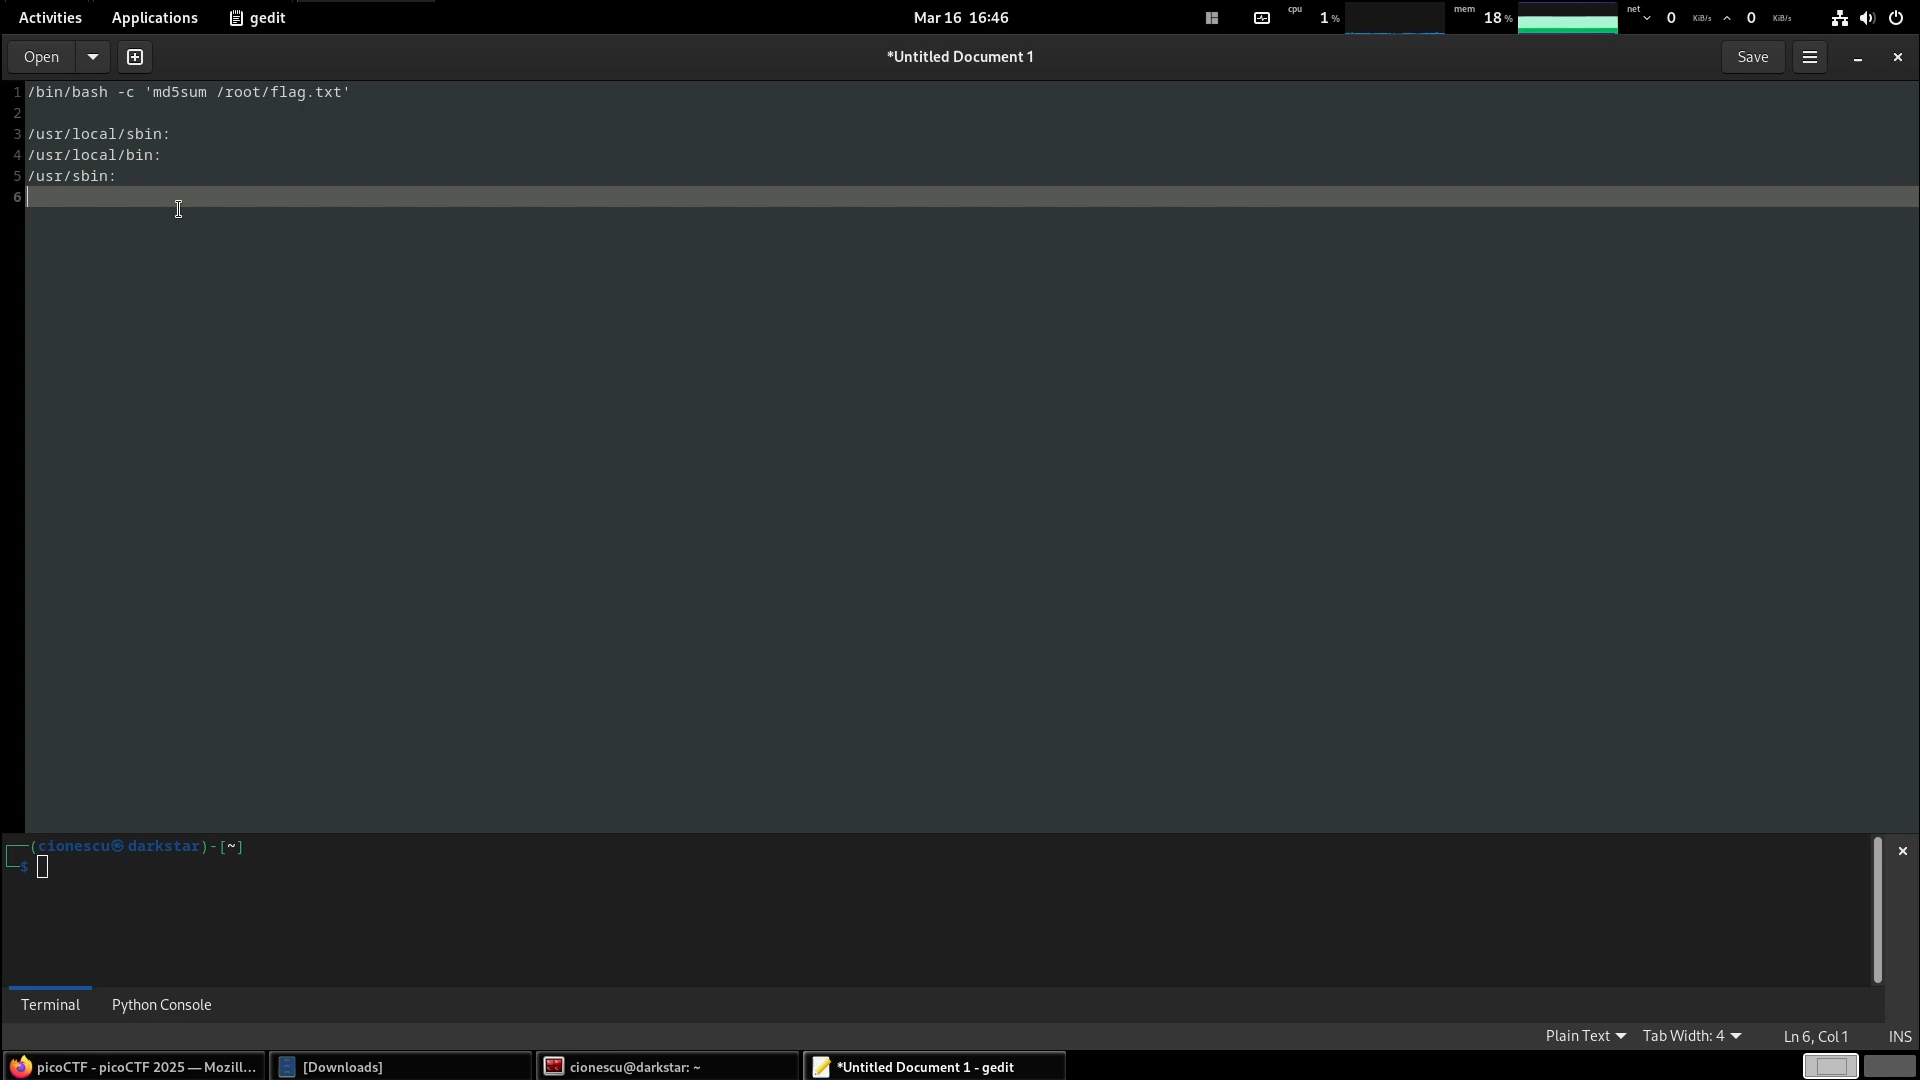 Activities Applications gedit Mar 16 16:46 cpu 1 % mem 18 % net 0 KiB/s 0 KiB/s
Open *Untitled Document 1 Save
1 /bin/bash -c 'md5sum /root/flag.txt'
2
3 /usr/local/sbin:
4 /usr/local/bin:
5 /usr/sbin:
6
(cionescu㉿darkstar)-[~]
$
Terminal Python Console
Plain Text Tab Width: 4 Ln 6, Col 1 INS
picoCTF - picoCTF 2025 — Mozill... [Downloads] cionescu@darkstar: ~ *Untitled Document 1 - gedit